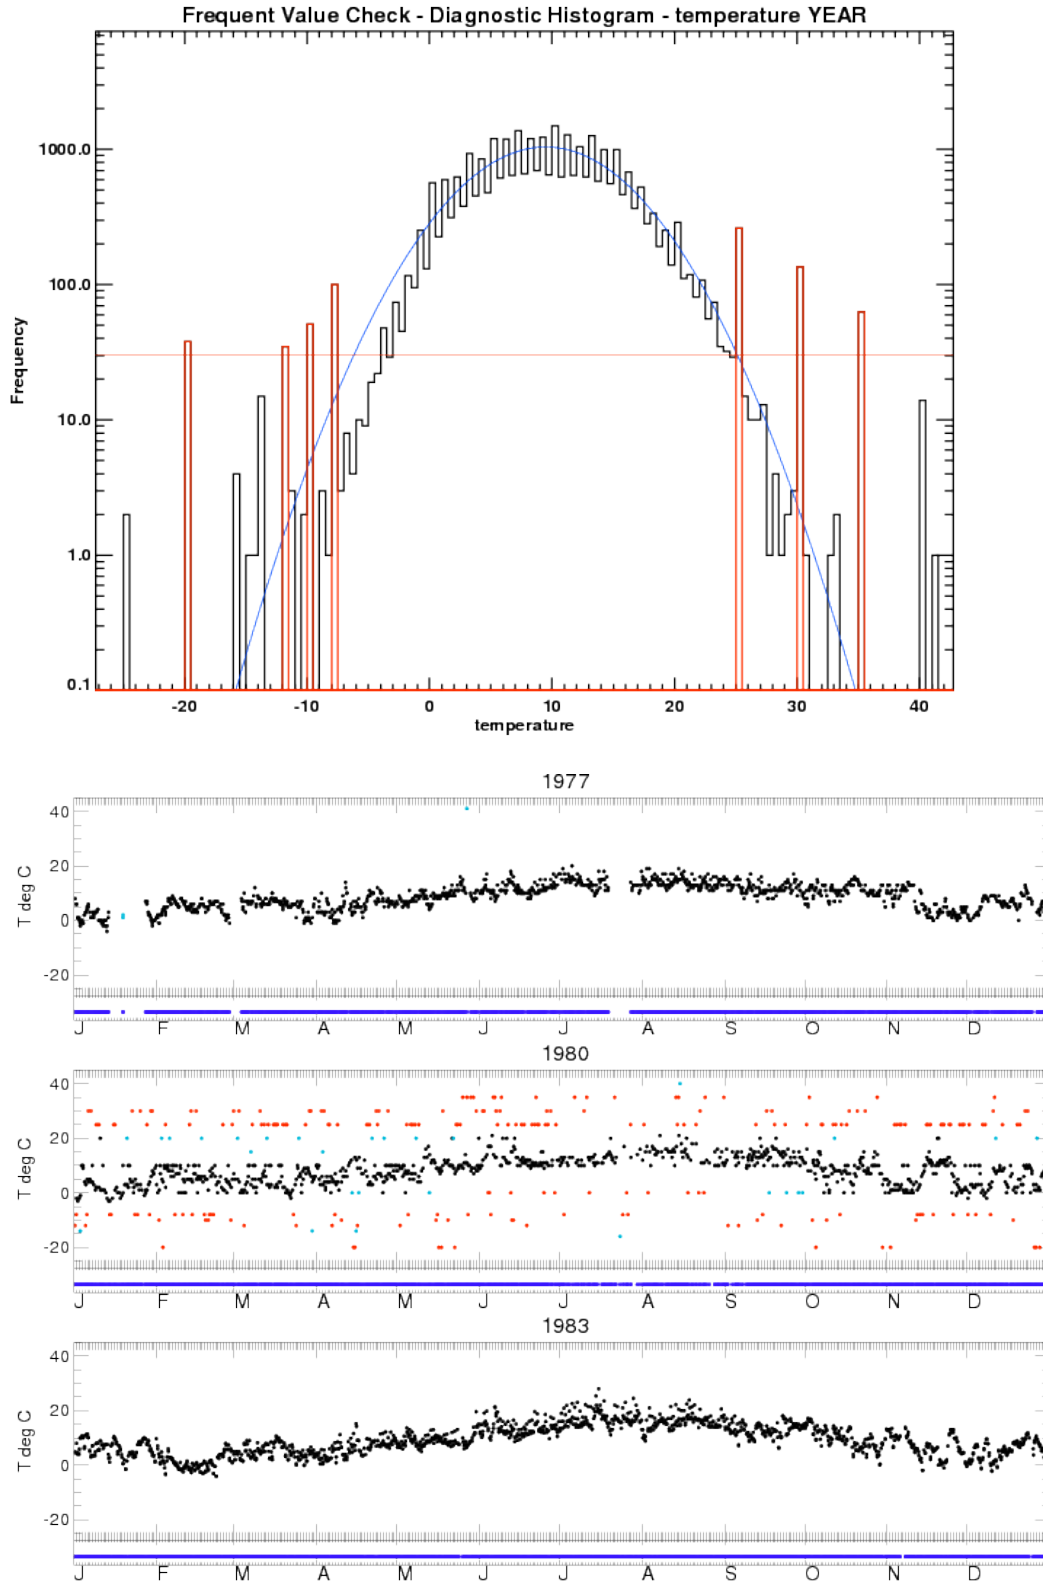 Frequent Value Check - Diagnostic Histogram - temperature YEAR
1000.0
100.0
10.0
1.0
0.1
Frequency
-20 -10 0 10 20 30 40
temperature
1977
40
20
0
-20
T deg C
J F M A M J J A S O N D
1980
40
20
0
-20
T deg C
J F M A M J J A S O N D
1983
40
20
0
-20
T deg C
J F M A M J J A S O N D